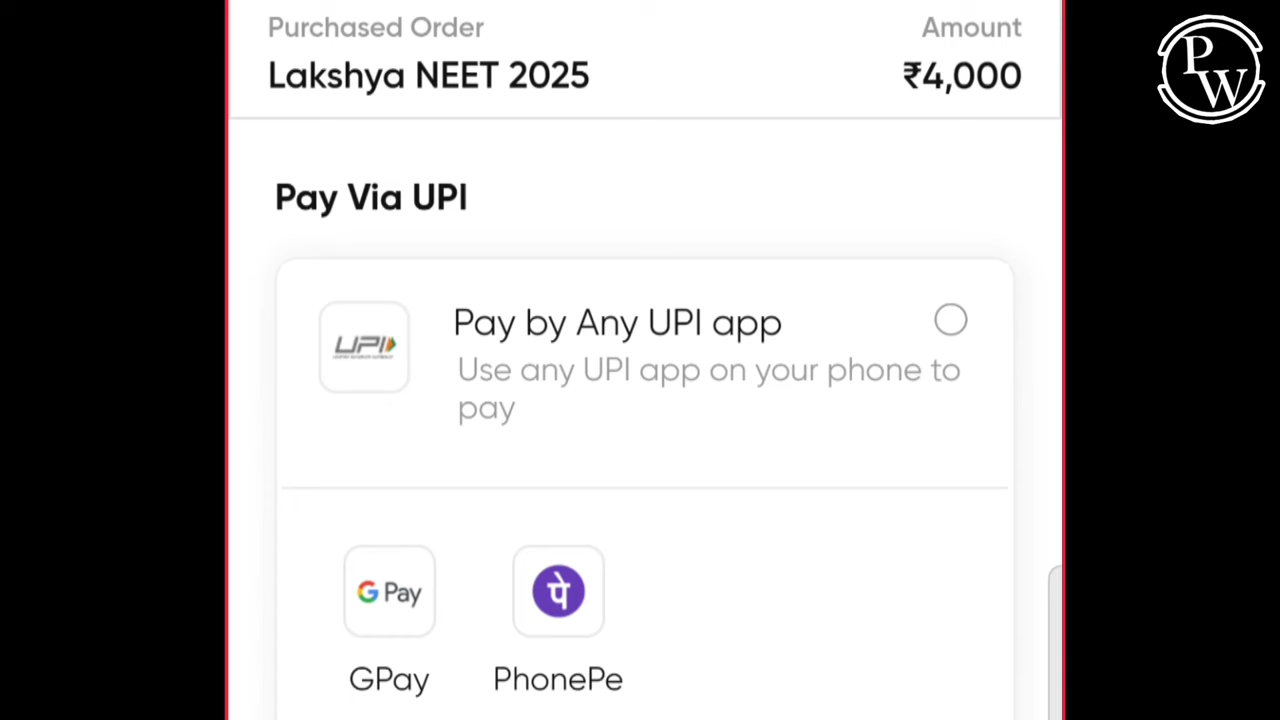 Purchased Order
Amount
Lakshya NEET 2025
₹4,000
PW
Pay Via UPI
UPI
Pay by Any UPI app
Use any UPI app on your phone to
pay
G Pay
पे
GPay
PhonePe